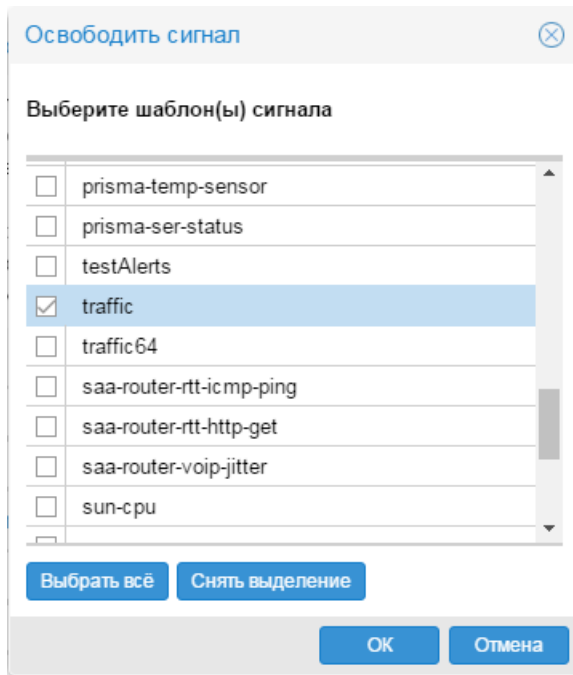 Освободить сигнал
Выберите шаблон(ы) сигнала
prisma-temp-sensor
prisma-ser-status
testAlerts
traffic
traffic64
saa-router-rtt-icmp-ping
saa-router-rtt-http-get
saa-router-voip-jitter
sun-cpu
Выбрать всё Снять выделение
ОК Отмена